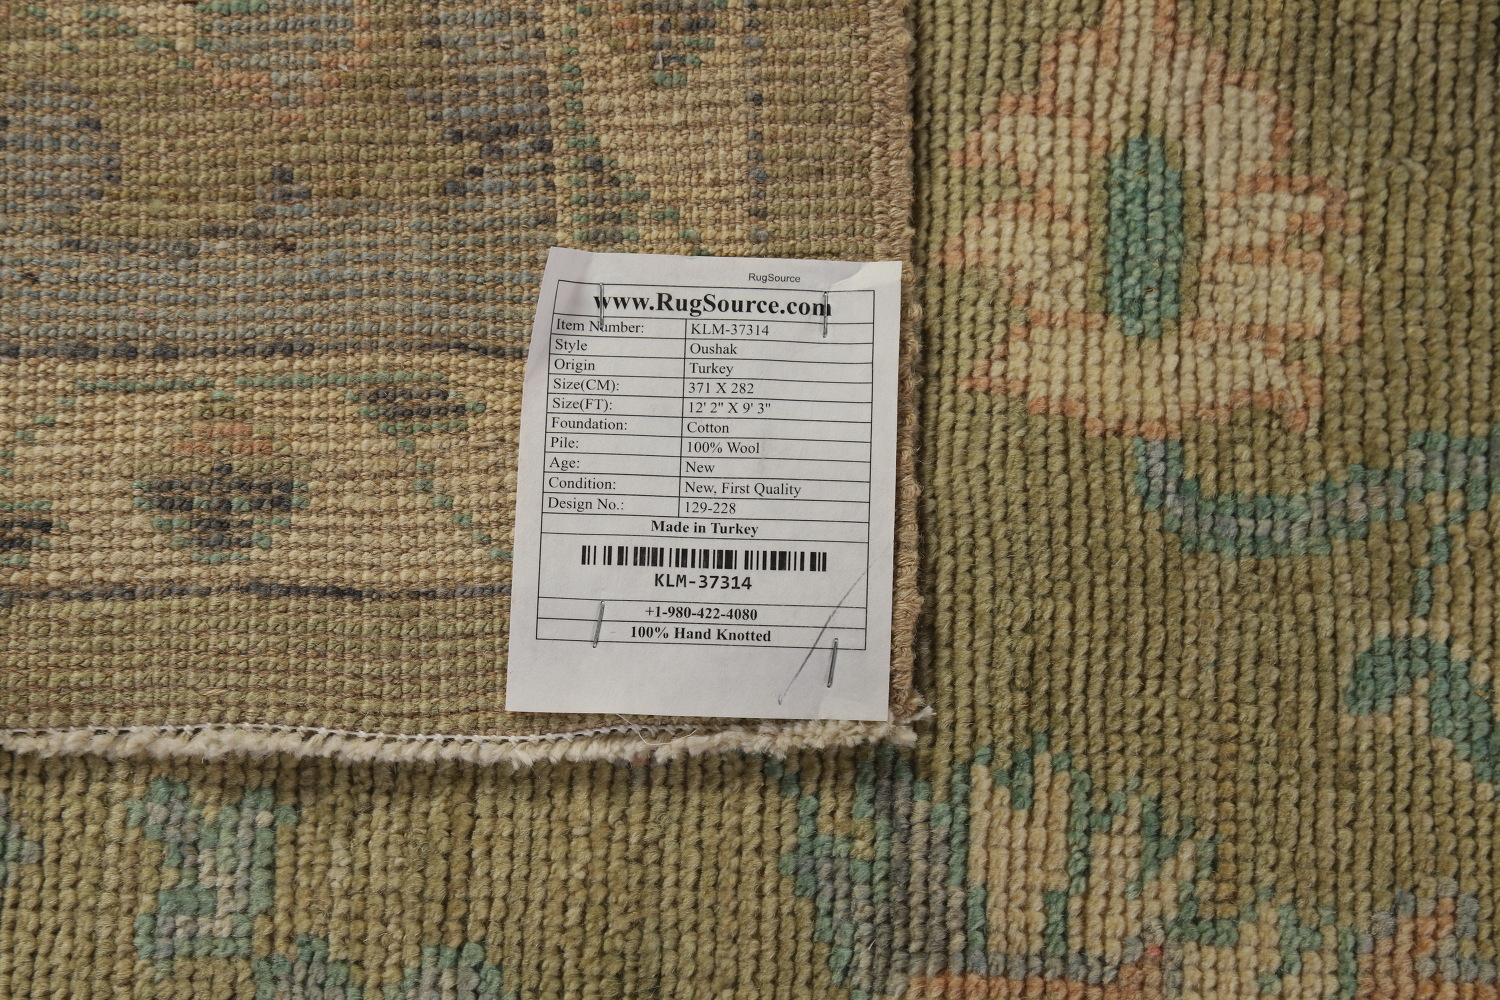 RugSource
www.RugSource.com
Item Number: KLM-37314
Style Oushak
Origin Turkey
Size(CM): 371 X 282
Size(FT): 12' 2" X 9' 3"
Foundation: Cotton
Pile: 100% Wool
Age: New
Condition: New, First Quality
Design No.: 129-228
Made in Turkey
KLM-37314
+1-980-422-4080
100% Hand Knotted